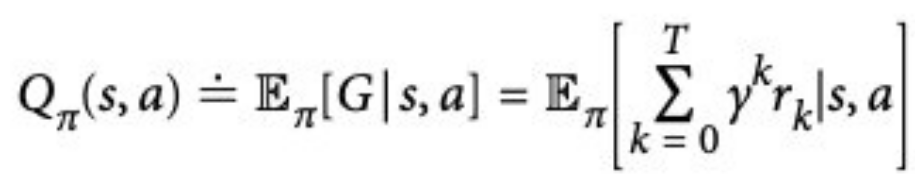 Q_π(s, a) ≐ 𝔼_π[G|s, a] = 𝔼_π[∑_{k = 0}^{T} γ^k r_k|s, a]